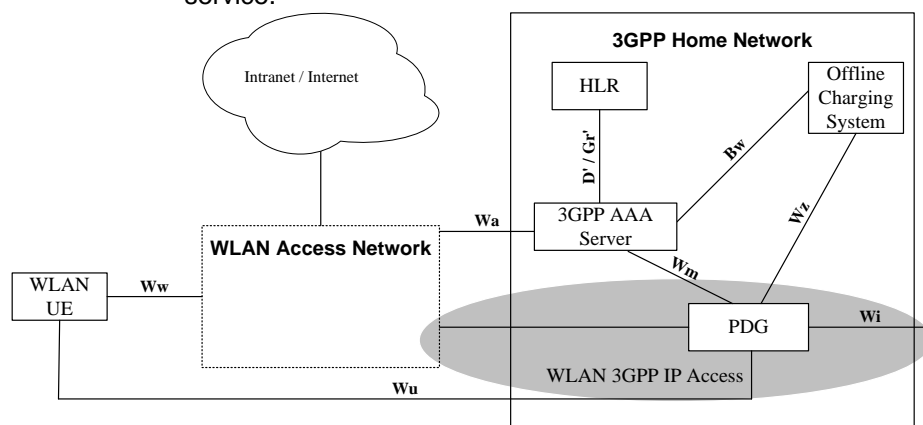 service.
3GPP Home Network
Intranet / Internet
HLR
Offline
Charging
System
D' / Gr'
Bw
Wz
Wa
3GPP AAA
Server
WLAN Access Network
Wm
WLAN
UE
Ww
PDG
Wi
WLAN 3GPP IP Access
Wu